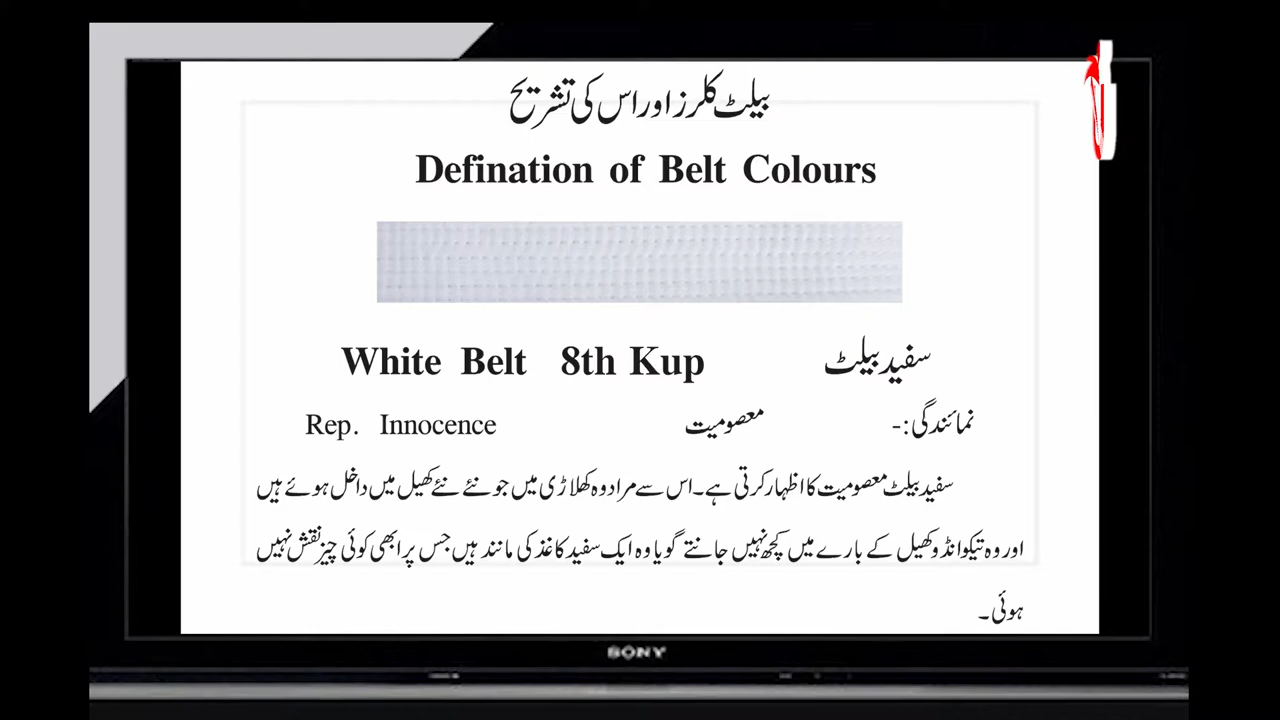 بیلٹ کلرز اور اس کی تشریح
Defination of Belt Colours
White Belt 8th Kup سفید بیلٹ
Rep. Innocence معصومیت نمائندگی:-
سفید بیلٹ معصومیت کا اظہار کرتی ہے۔ اس سے مراد وہ کھلاڑی میں جو نئے نئے کھیل میں داخل ہوئے ہیں
اور وہ تیکوانڈو کھیل کے بارے میں کچھ نہیں جانتے گویا وہ ایک سفید کاغذ کی مانند ہیں جس پر ابھی کوئی چیز نقش نہیں
ہوئی۔
SONY